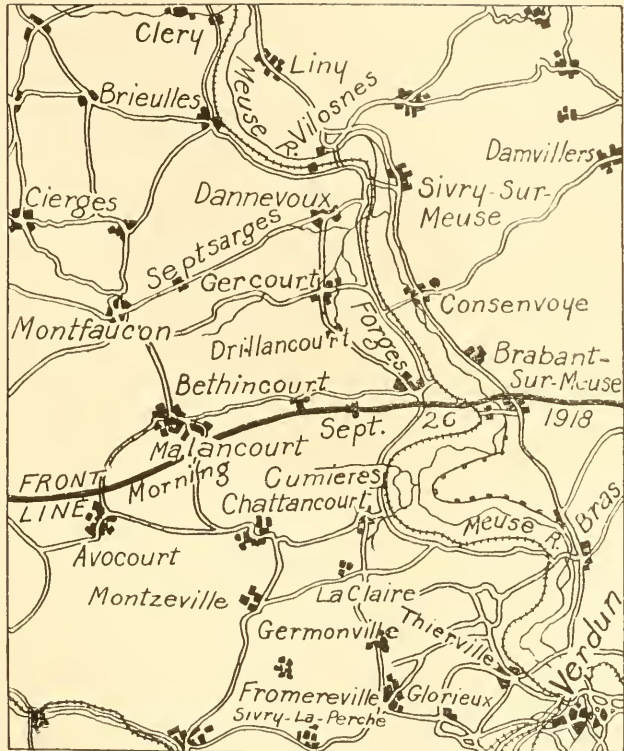 Clery
Liny
Meuse R.
Brieulles
Vilosnes
Damvillers
Dannevoux
Sivry-Sur-
Meuse
Cierges
Septsarges
Gercourt
Consenvoye
Montfaucon
Forges
Drillancourt
Brabant-
Sur-Meuse
Bethincourt
Malancourt
FRONT
LINE
Morning
Sept.
26
1918
Cumieres
Chattancourt
Meuse R.
Bras
Avocourt
Montzeville
La Claire
Germonville
Thierville
Verdun
Fromereville
Glorieux
Sivry-La-Perche